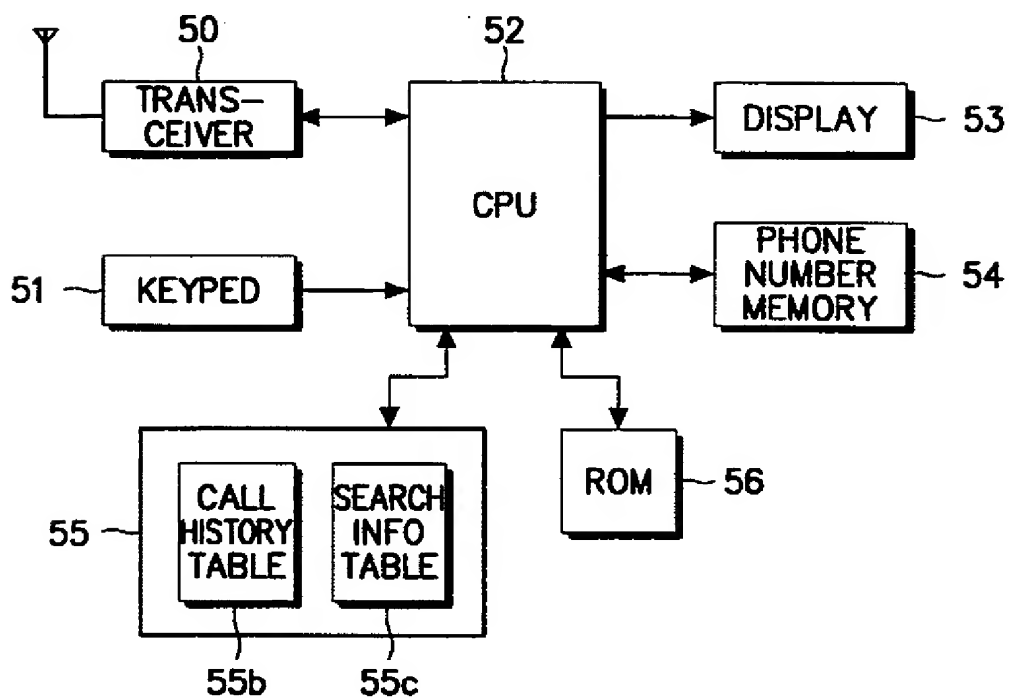 50
52
TRANS-
CEIVER
CPU
DISPLAY
53
51
KEYPED
PHONE
NUMBER
MEMORY
54
55
CALL
HISTORY
TABLE
SEARCH
INFO
TABLE
ROM
56
55b
55c